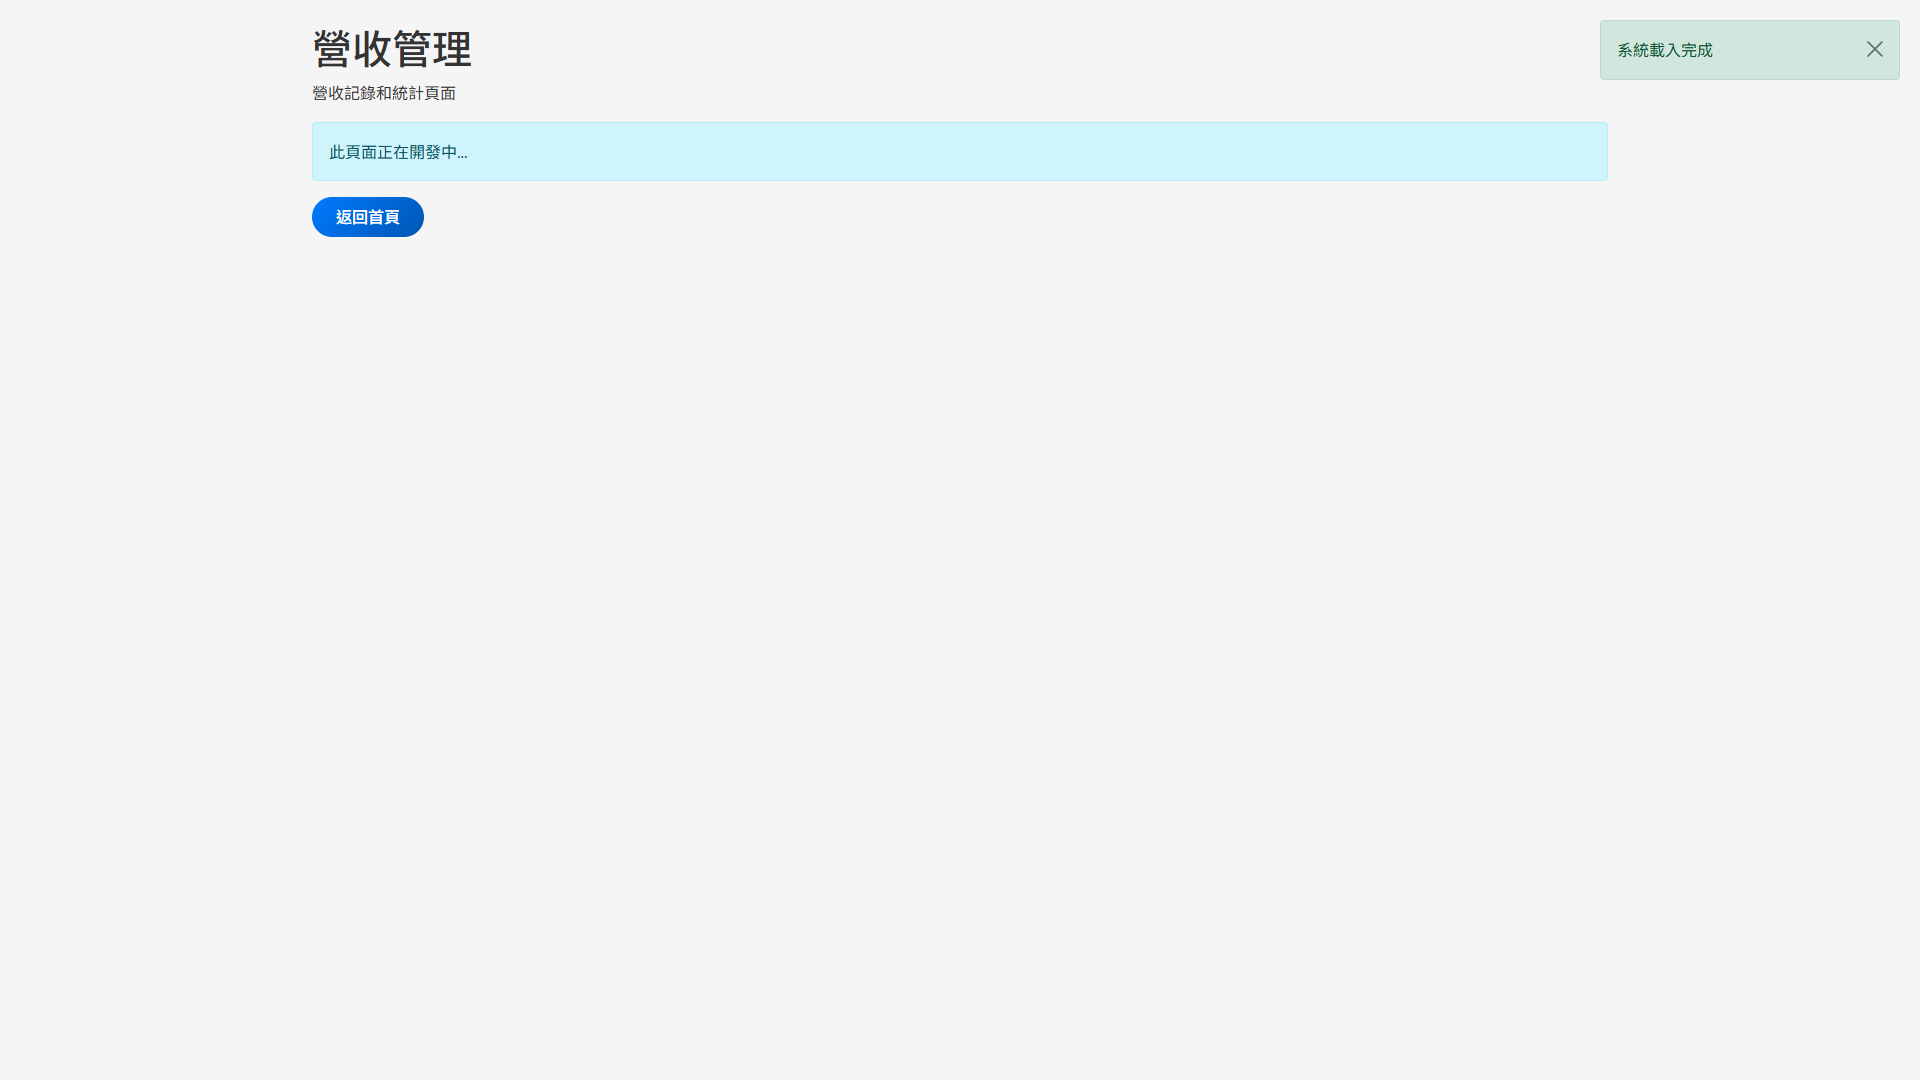 營收管理
系統載入完成
營收記錄和統計頁面
此頁面正在開發中...
返回首頁